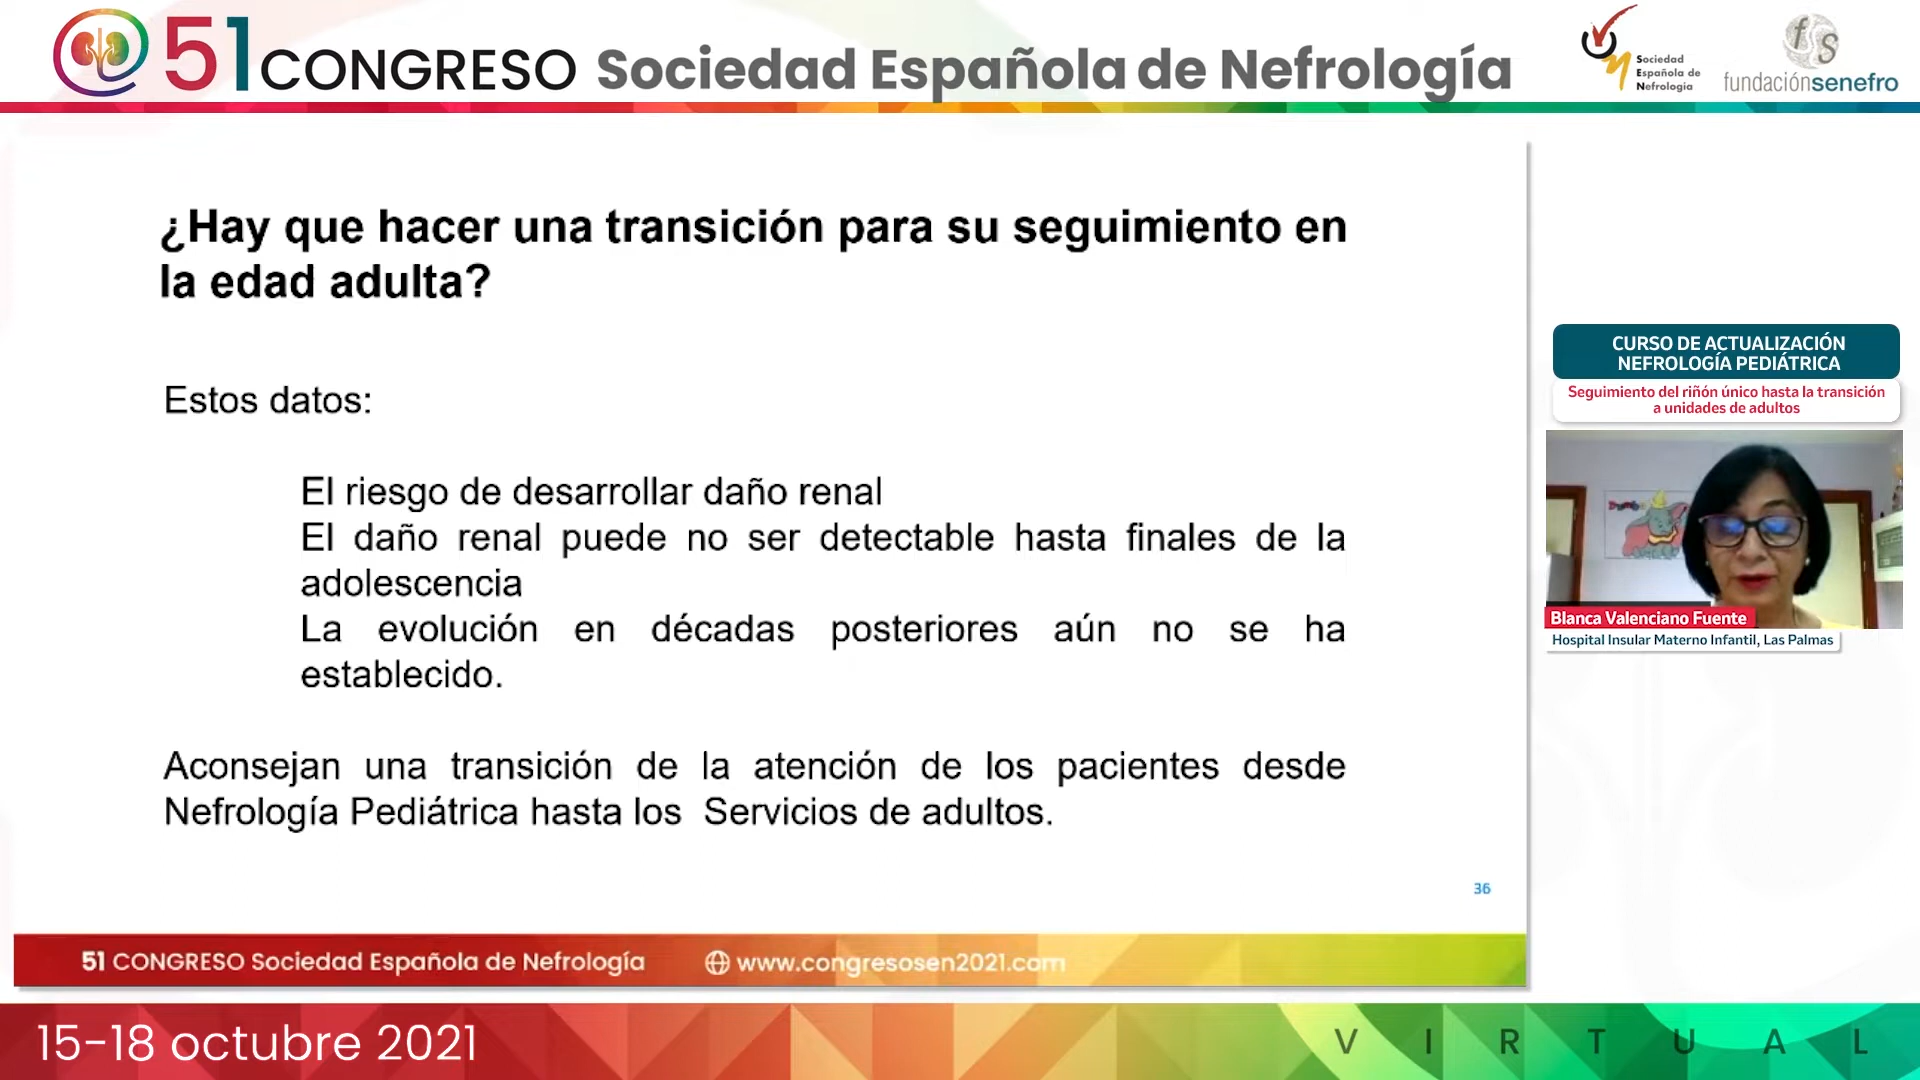 51 CONGRESO Sociedad Española de Nefrología
Sociedad
Española de
Nefrología
fs
fundaciónsenefro
¿Hay que hacer una transición para su seguimiento en
la edad adulta?
Estos datos:
El riesgo de desarrollar daño renal
El daño renal puede no ser detectable hasta finales de la
adolescencia
La evolución en décadas posteriores aún no se ha
establecido.
Aconsejan una transición de la atención de los pacientes desde
Nefrología Pediátrica hasta los Servicios de adultos.
36
51 CONGRESO Sociedad Española de Nefrología www.congresosen2021.com
CURSO DE ACTUALIZACIÓN
NEFROLOGÍA PEDIÁTRICA
Seguimiento del riñón único hasta la transición
a unidades de adultos
Dumbo
Blanca Valenciano Fuente
Hospital Insular Materno Infantil, Las Palmas
15-18 octubre 2021
VIRTUAL